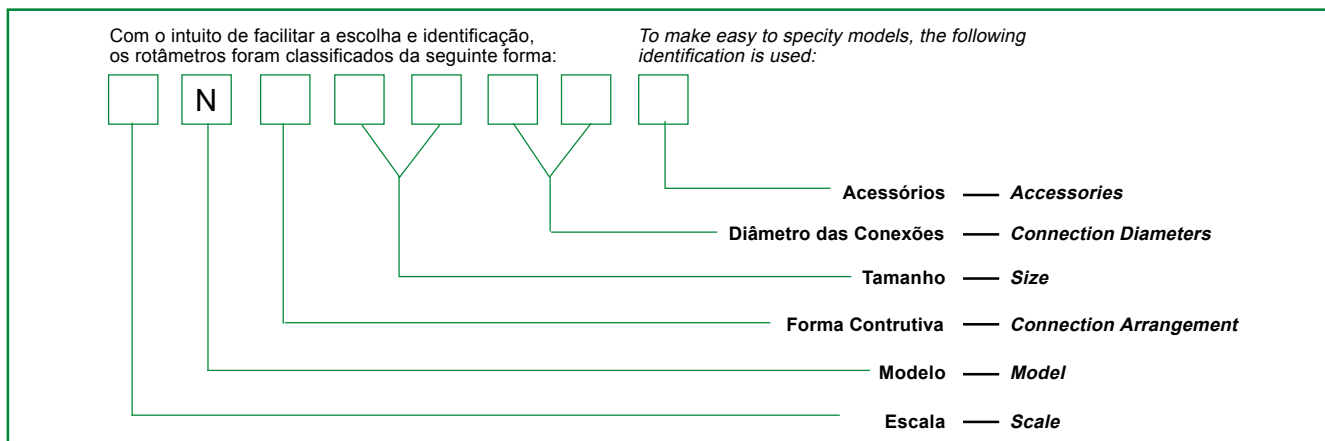 Com o intuito de facilitar a escolha e identificação,
os rotâmetros foram classificados da seguinte forma:
To make easy to specity models, the following
identification is used:
N
Acessórios — Accessories
Diâmetro das Conexões — Connection Diameters
Tamanho — Size
Forma Contrutiva — Connection Arrangement
Modelo — Model
Escala — Scale